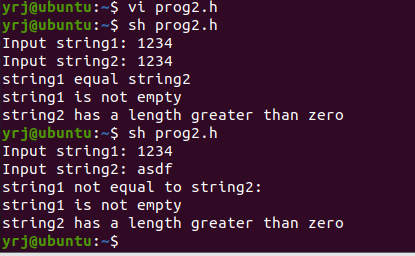 yrj@ubuntu:~$ vi prog2.h
yrj@ubuntu:~$ sh prog2.h
Input string1: 1234
Input string2: 1234
string1 equal string2
string1 is not empty
string2 has a length greater than zero
yrj@ubuntu:~$ sh prog2.h
Input string1: 1234
Input string2: asdf
string1 not equal to string2:
string1 is not empty
string2 has a length greater than zero
yrj@ubuntu:~$